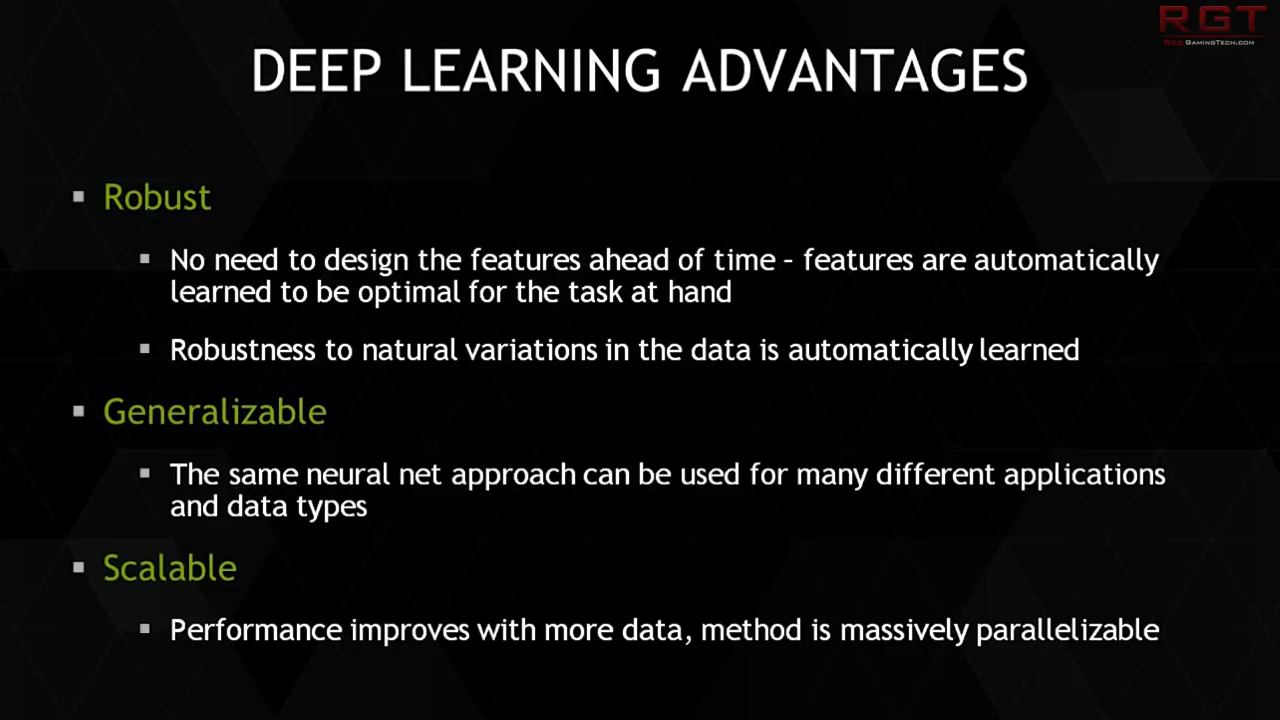 RGT
RED GAMINGTECH.COM
DEEP LEARNING ADVANTAGES
▪ Robust
▪ No need to design the features ahead of time – features are automatically
learned to be optimal for the task at hand
▪ Robustness to natural variations in the data is automatically learned
▪ Generalizable
▪ The same neural net approach can be used for many different applications
and data types
▪ Scalable
▪ Performance improves with more data, method is massively parallelizable